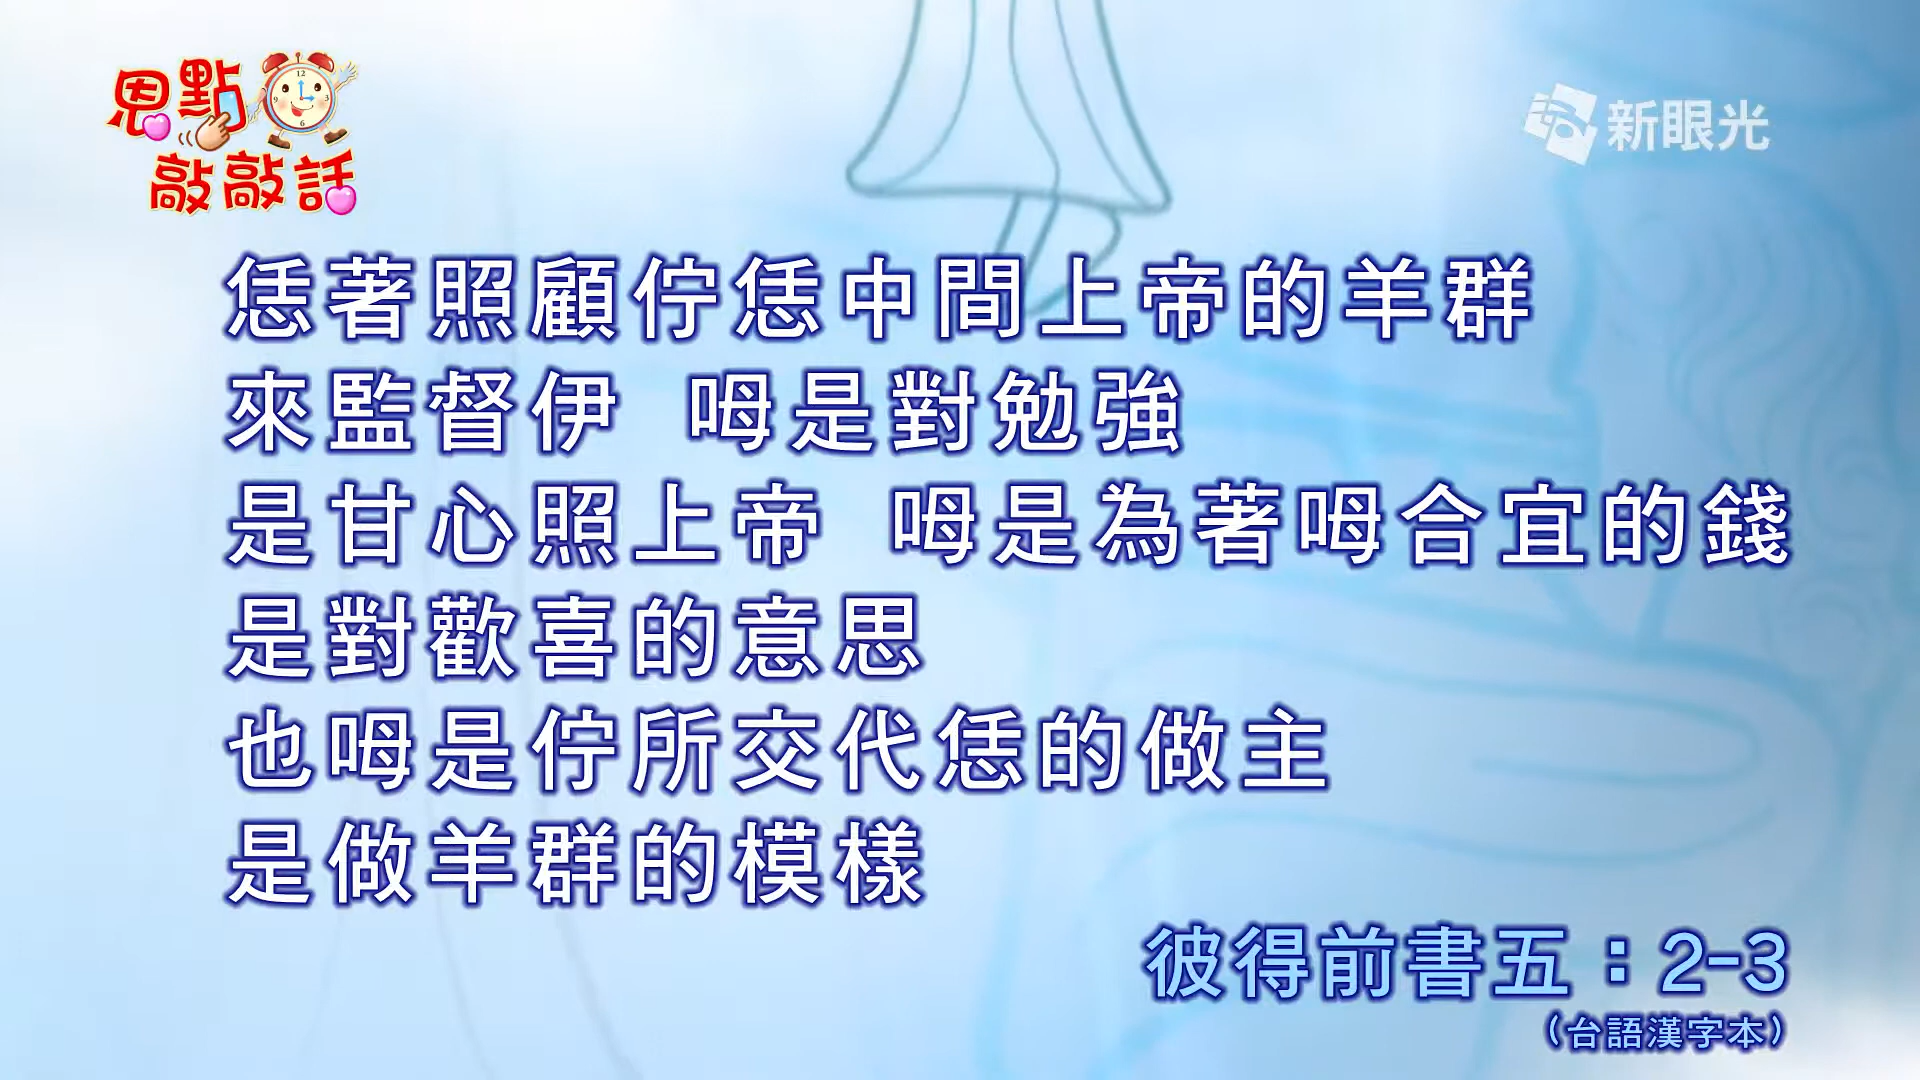 恩點
敲敲話
新眼光
恁著照顧佇恁中間上帝的羊群
來監督伊 呣是對勉強
是甘心照上帝 呣是為著呣合宜的錢
是對歡喜的意思
也呣是佇所交代恁的做主
是做羊群的模樣
彼得前書五：2-3
（台語漢字本）